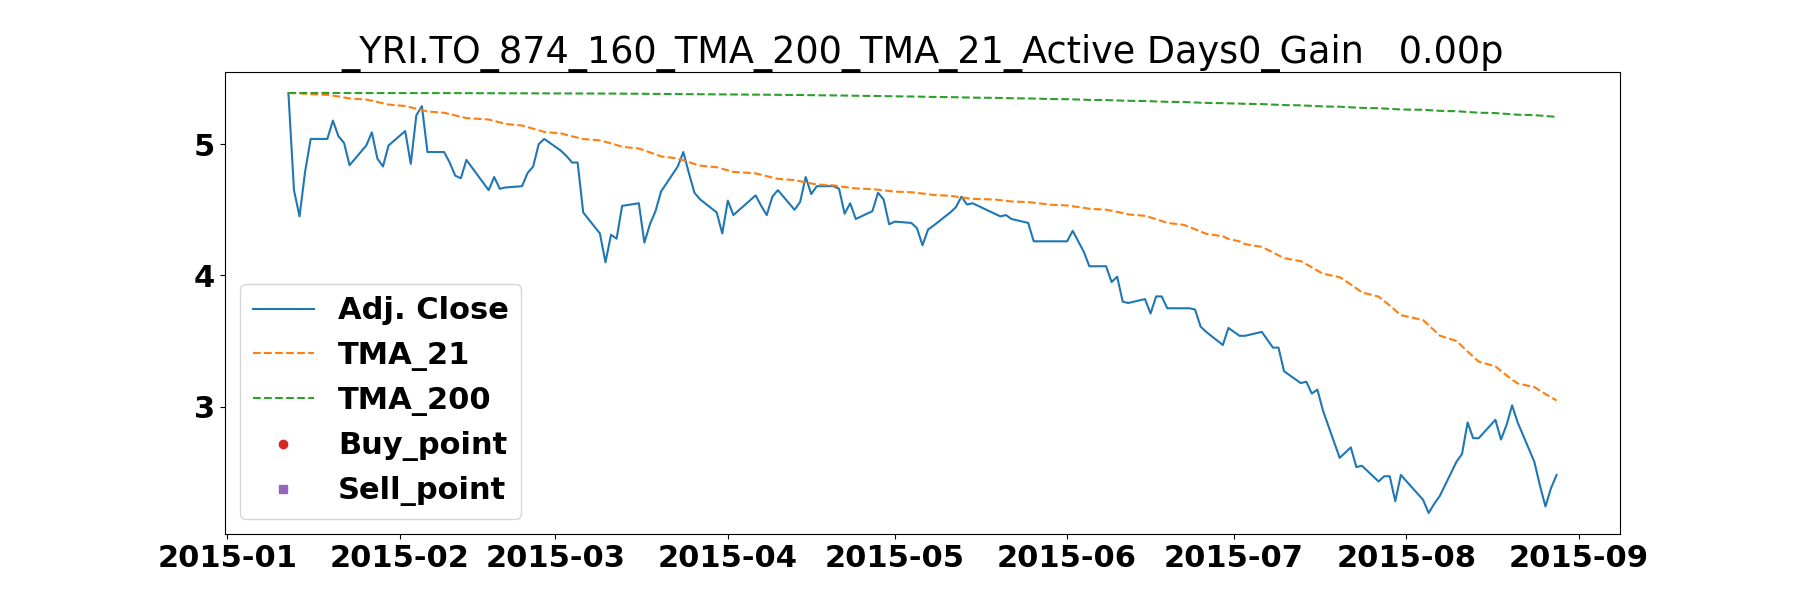 _YRI.TO_874_160_TMA_200_TMA_21_Active Days0_Gain   0.00p
5
4
3
Adj. Close
TMA_21
TMA_200
Buy_point
Sell_point
2015-01 2015-02 2015-03 2015-04 2015-05 2015-06 2015-07 2015-08 2015-09